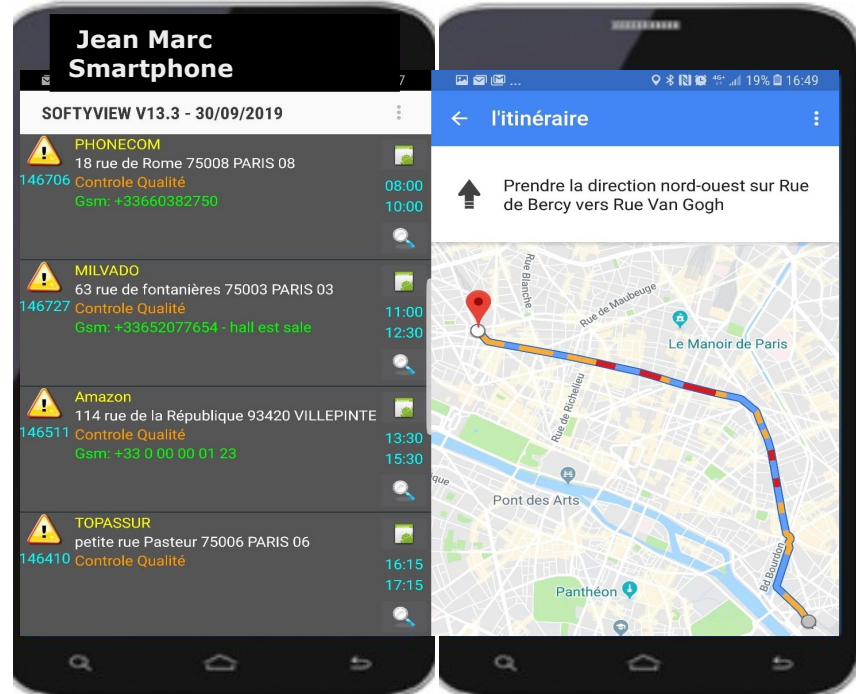 Jean Marc
Smartphone
7
SOFTYVIEW V13.3 - 30/09/2019
PHONECOM
18 rue de Rome 75008 PARIS 08
146706 Controle Qualité
08:00
Gsm: +33660382750
10:00
MILVADO
63 rue de fontanières 75003 PARIS 03
146727 Controle Qualité
11:00
Gsm: +33652077654 - hall est sale
12:30
Amazon
114 rue de la République 93420 VILLEPINTE
146511 Controle Qualité
13:30
Gsm: +33 0 00 00 01 23
15:30
TOPASSUR
petite rue Pasteur 75006 PARIS 06
146410 Controle Qualité
16:15
17:15
... 4G+ 19% 16:49
l'itinéraire
Prendre la direction nord-ouest sur Rue
de Bercy vers Rue Van Gogh
Rue Blanche
Rue de Maubeuge
Le Manoir de Paris
Rue de Richelieu
ique
Pont des Arts
Bd Bourdon
Panthéon